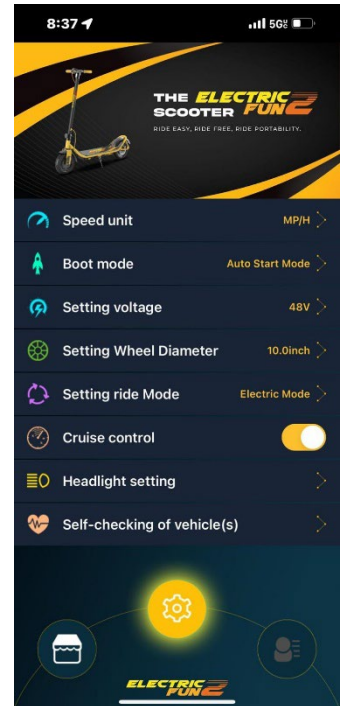 8:37
5G
THE ELECTRIC
SCOOTER FUN2
RIDE EASY, RIDE FREE, RIDE PORTABILITY.
Speed unit MP/H
Boot mode Auto Start Mode
Setting voltage 48V
Setting Wheel Diameter 10.0inch
Setting ride Mode Electric Mode
Cruise control
Headlight setting
Self-checking of vehicle(s)
ELECTRIC
FUN2